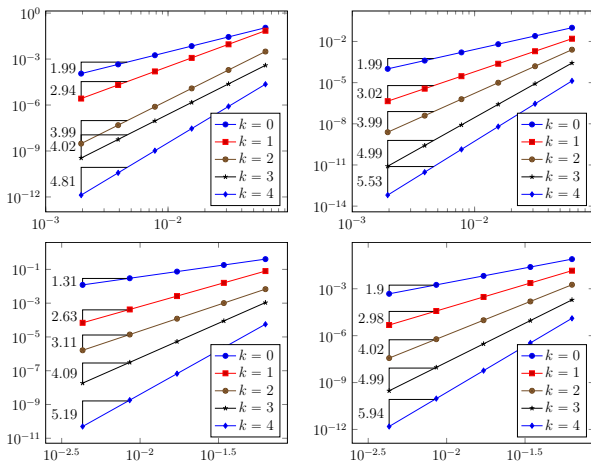 10^0
10^−3
10^−6
10^−9
10^−12
1.99
2.94
3.99
4.02
4.81
k = 0
k = 1
k = 2
k = 3
k = 4
10^−3
10^−2
10^−2
10^−5
10^−8
10^−11
10^−14
1.99
3.02
3.99
4.99
5.53
k = 0
k = 1
k = 2
k = 3
k = 4
10^−3
10^−2
10^−1
10^−3
10^−5
10^−7
10^−9
10^−11
1.31
2.63
3.11
4.09
5.19
k = 0
k = 1
k = 2
k = 3
k = 4
10^−2.5
10^−2
10^−1.5
10^−3
10^−6
10^−9
10^−12
1.9
2.98
4.02
4.99
5.94
k = 0
k = 1
k = 2
k = 3
k = 4
10^−2.5
10^−2
10^−1.5